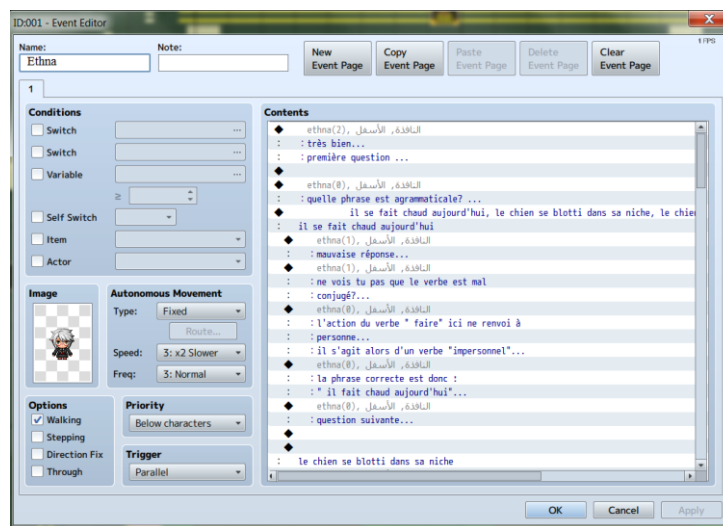 ID:001 - Event Editor
1 FPS
Name:
Ethna
Note:
New
Event Page
Copy
Event Page
Paste
Event Page
Delete
Event Page
Clear
Event Page
1
Conditions
Switch
...
Switch
...
Variable
...
≥
Self Switch
Item
Actor
Image
Autonomous Movement
Type: Fixed
Route...
Speed: 3: x2 Slower
Freq: 3: Normal
Options
Walking
Stepping
Direction Fix
Through
Priority
Below characters
Trigger
Parallel
Contents
◆ ethna(2), النافذة, الأسفل
: : très bien...
: : première question ...
◆
◆ ethna(0), النافذة, الأسفل
: : quelle phrase est agrammaticale? ...
◆ il se fait chaud aujourd'hui, le chien se blotti dans sa niche, le chie
: il se fait chaud aujourd'hui
◆ ethna(1), النافذة, الأسفل
: : mauvaise réponse...
◆ ethna(1), النافذة, الأسفل
: : ne vois tu pas que le verbe est mal
: : conjugé?...
◆ ethna(0), النافذة, الأسفل
: : l'action du verbe " faire" ici ne renvoi à
: : personne...
: : il s'agit alors d'un verbe "impersonnel"...
◆ ethna(0), النافذة, الأسفل
: : la phrase correcte est donc :
: : " il fait chaud aujourd'hui"...
◆ ethna(0), النافذة, الأسفل
: : question suivante...
◆
◆
: le chien se blotti dans sa niche
OK
Cancel
Apply